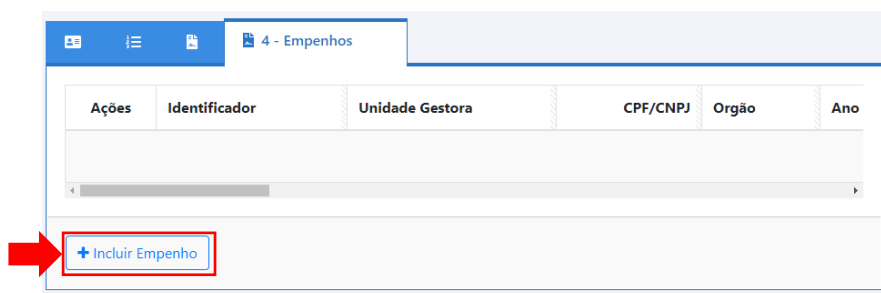 4 - Empenhos
Ações Identificador Unidade Gestora CPF/CNPJ Orgão Ano
+ Incluir Empenho